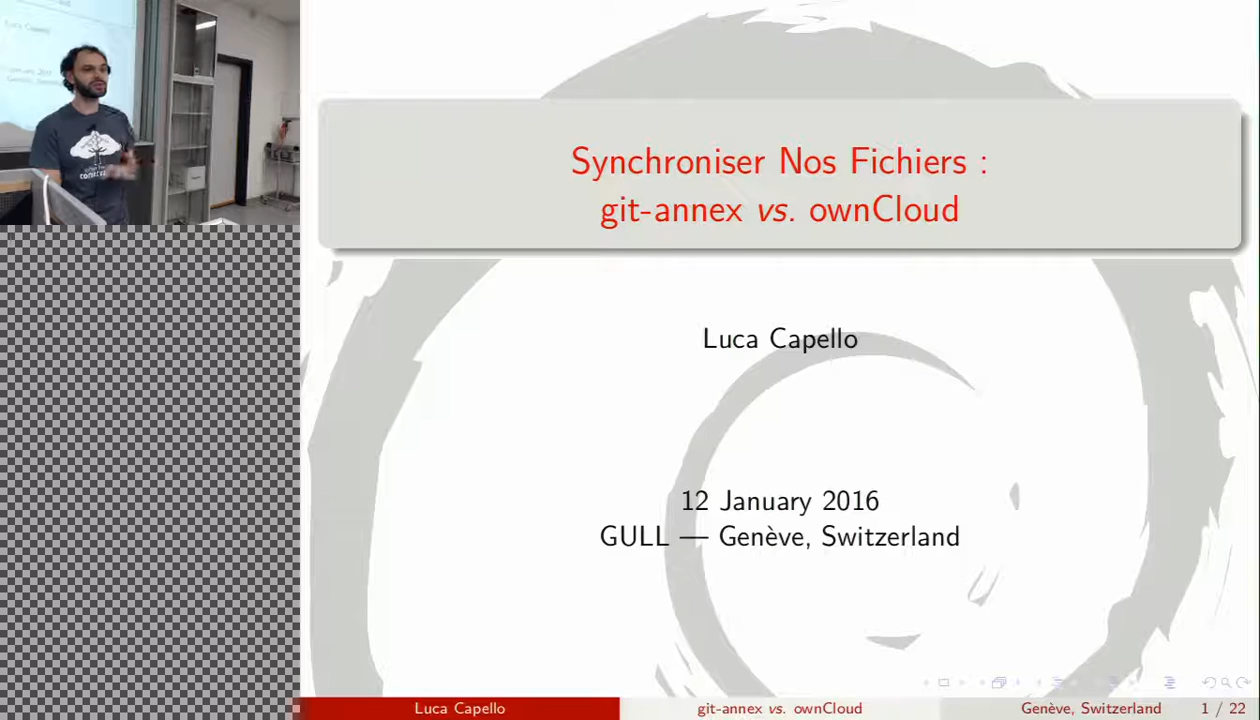 Synchroniser Nos Fichiers :
git-annex vs. ownCloud
Luca Capello
12 January 2016
GULL — Genève, Switzerland
Luca Capello
git-annex vs. ownCloud
Genève, Switzerland
1 / 22